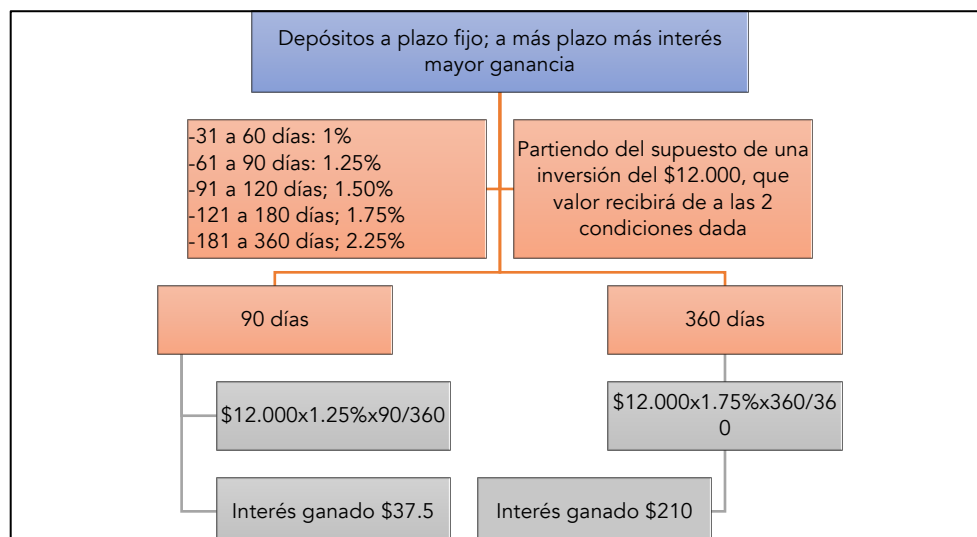 Depósitos a plazo fijo; a más plazo más interés
mayor ganancia
-31 a 60 días: 1%
-61 a 90 días: 1.25%
-91 a 120 días; 1.50%
-121 a 180 días; 1.75%
-181 a 360 días; 2.25%
Partiendo del supuesto de una
inversión del $12.000, que
valor recibirá de a las 2
condiciones dada
90 días
360 días
$12.000x1.25%x90/360
$12.000x1.75%x360/36
0
Interés ganado $37.5
Interés ganado $210